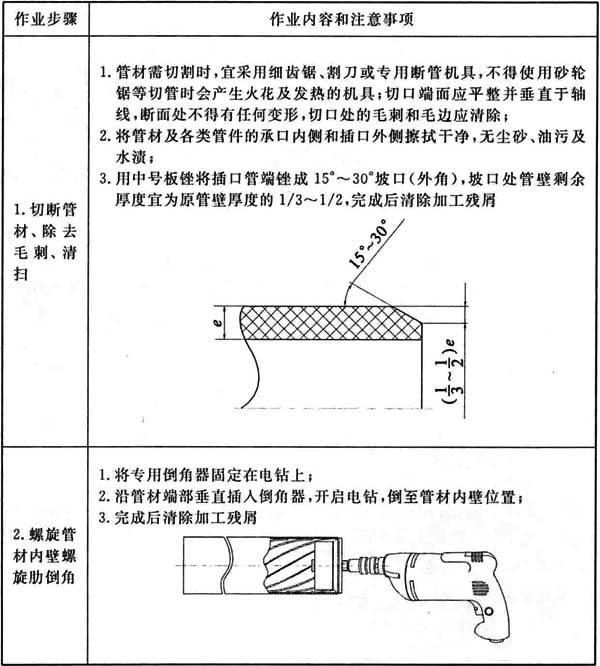 作业步骤
作业内容和注意事项
1.切断管
材、除去
毛刺、清
扫
1.管材需切割时,宜采用细齿锯、割刀或专用断管机具,不得使用砂轮
锯等切管时会产生火花及发热的机具;切口端面应平整并垂直于轴
线,断面处不得有任何变形,切口处的毛刺和毛边应清除;
2.将管材及各类管件的承口内侧和插口外侧擦拭干净,无尘砂、油污及
水渍;
3.用中号板锉将插口管端锉成15°~30°坡口(外角),坡口处管壁剩余
厚度宜为原管壁厚度的1/3~1/2,完成后清除加工残屑
15°~30°
e
(1/3~1/2)e
2.螺旋管
材内壁螺
旋肋倒角
1.将专用倒角器固定在电钻上;
2.沿管材端部垂直插入倒角器,开启电钻,倒至管材内壁位置;
3.完成后清除加工残屑